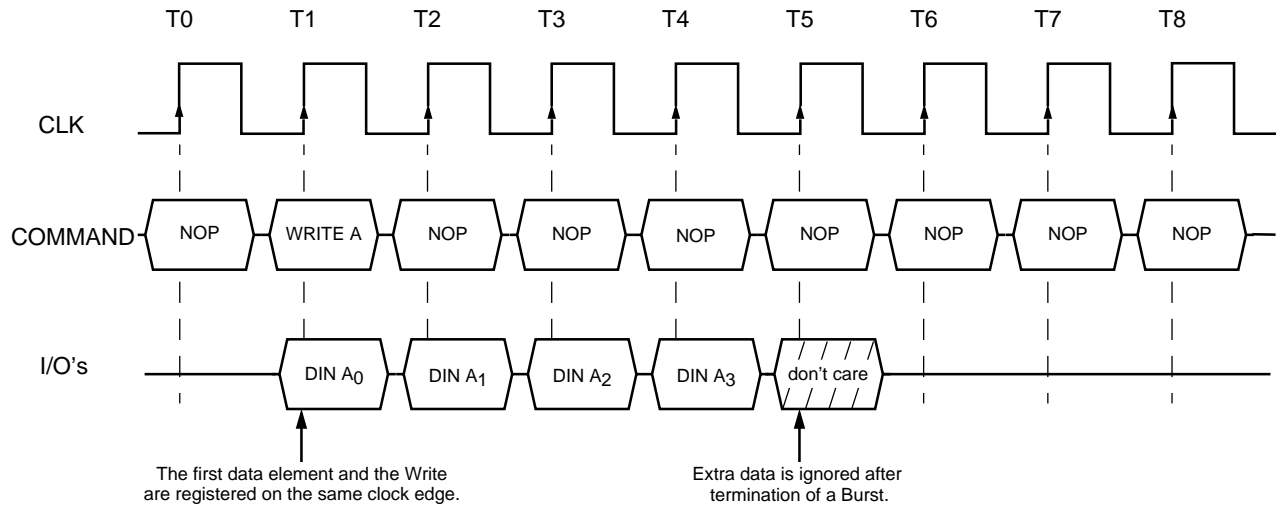 T0 T1 T2 T3 T4 T5 T6 T7 T8
CLK
COMMAND NOP WRITE A NOP NOP NOP NOP NOP NOP NOP
I/O's DIN A0 DIN A1 DIN A2 DIN A3 don't care
The first data element and the Write
are registered on the same clock edge.
Extra data is ignored after
termination of a Burst.